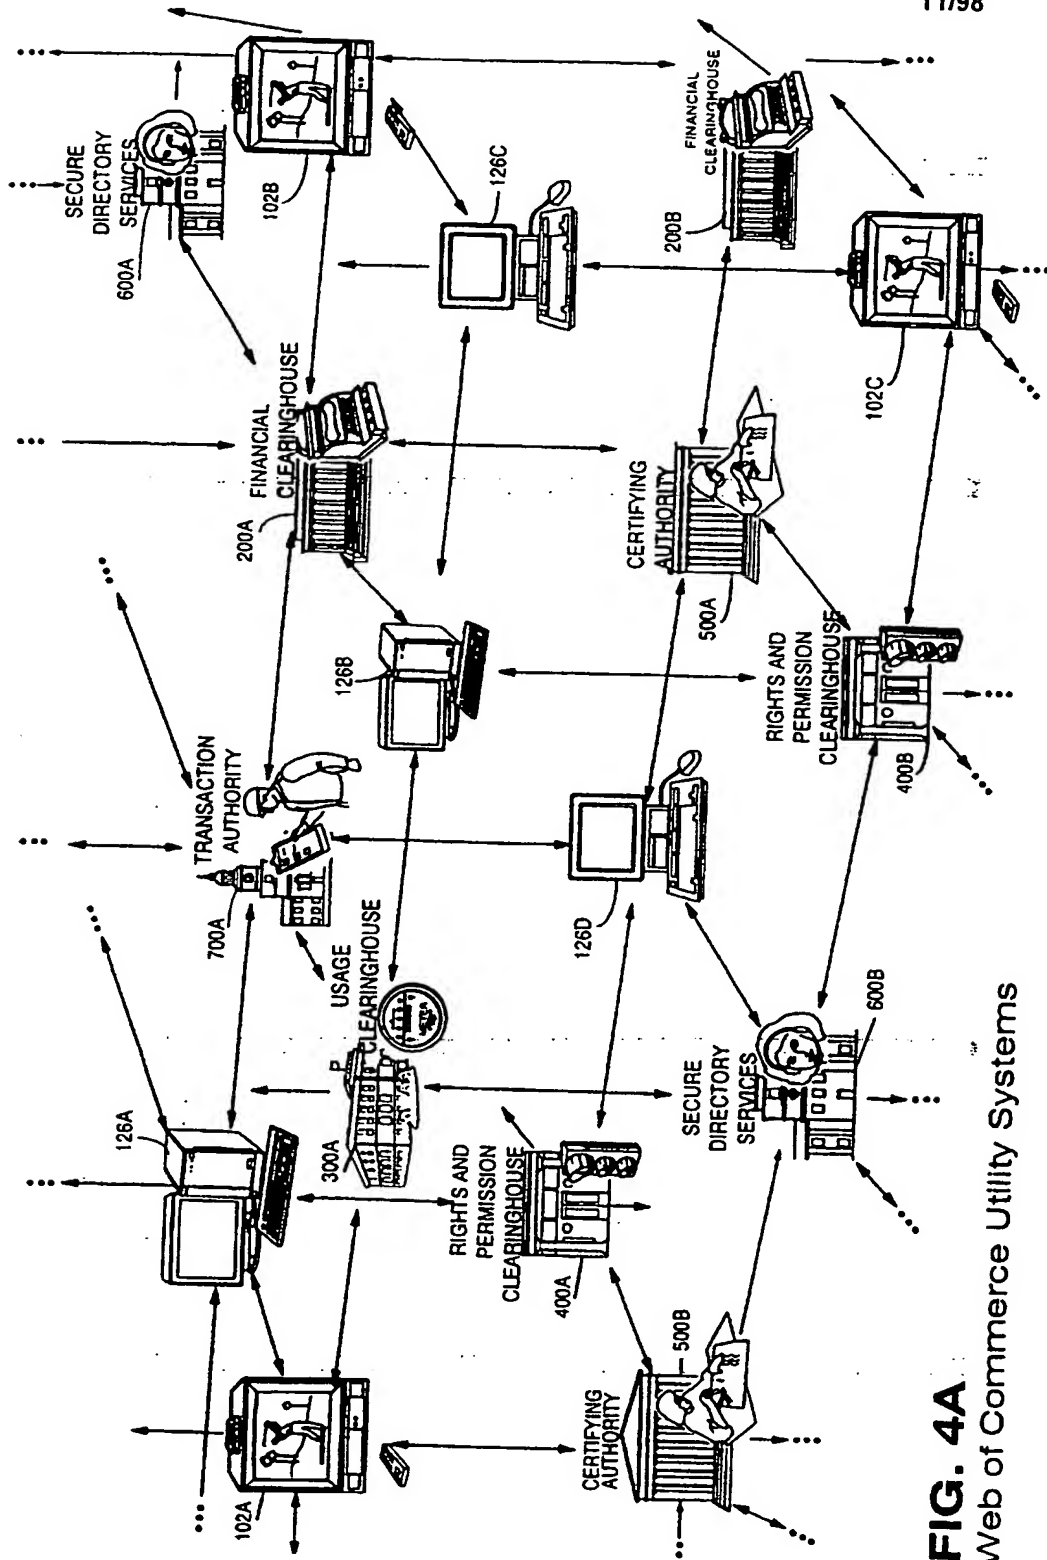 11/98
SECURE
DIRECTORY
SERVICES
600A
102B
126C
FINANCIAL
CLEARINGHOUSE
200B
102C
FINANCIAL
CLEARINGHOUSE
200A
CERTIFYING
AUTHORITY
500A
126B
RIGHTS AND
PERMISSION
CLEARINGHOUSE
400B
TRANSACTION
AUTHORITY
700A
126D
USAGE
CLEARINGHOUSE
METER
300A
SECURE
DIRECTORY
SERVICES
600B
126A
RIGHTS AND
PERMISSION
CLEARINGHOUSE
400A
102A
CERTIFYING
AUTHORITY
500B
FIG. 4A
Web of Commerce Utility Systems